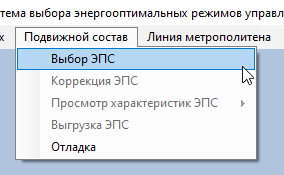 тема выбора энергооптимальных режимов управл
х Подвижной состав Линия метрополитена
Выбор ЭПС
Коррекция ЭПС
Просмотр характеристик ЭПС
Выгрузка ЭПС
Отладка